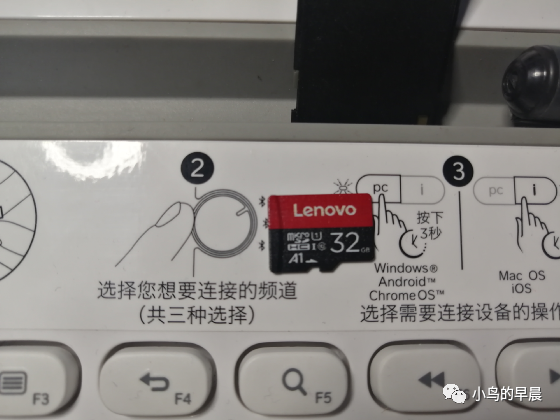 2
3
pc i
pc i
按下
3秒
Lenovo
micro SD HC I U1
32 GB
A1
Windows®
Android™
ChromeOS™
Mac OS
iOS
选择您想要连接的频道
(共三种选择)
选择需要连接设备的操作
F3
F4
F5
小鸟的早晨